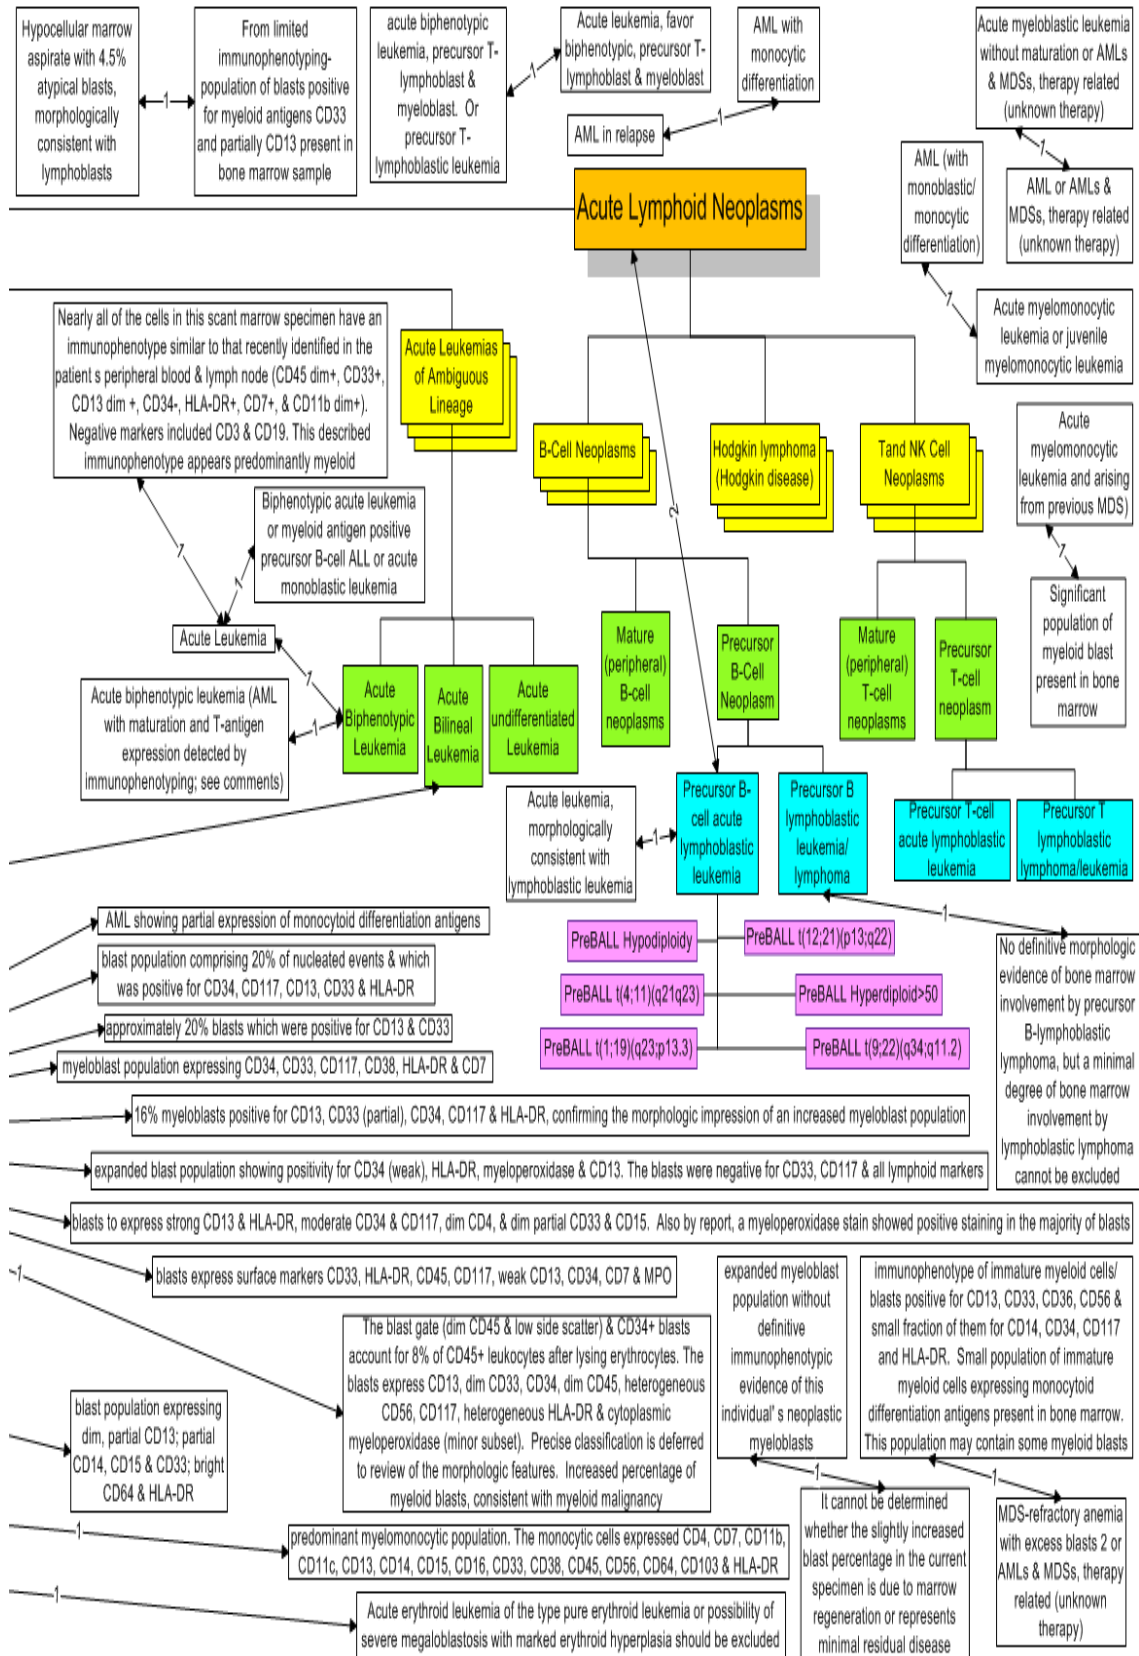 Hypocellular marrow
aspirate with 4.5%
atypical blasts,
morphologically
consistent with
lymphoblasts
1
From limited
immunophenotyping-
population of blasts positive
for myeloid antigens CD33
and partially CD13 present in
bone marrow sample
acute biphenotypic
leukemia, precursor T-
lymphoblast &
myeloblast. Or
precursor T-
lymphoblastic leukemia
1
Acute leukemia, favor
biphenotypic, precursor T-
lymphoblast & myeloblast
AML with
monocytic
differentiation
1
AML in relapse
Acute myeloblastic leukemia
without maturation or AMLs
& MDSs, therapy related
(unknown therapy)
1
AML or AMLs &
MDSs, therapy related
(unknown therapy)
AML (with
monoblastic/
monocytic
differentiation)
1
Acute myelomonocytic
leukemia or juvenile
myelomonocytic leukemia
Acute Lymphoid Neoplasms
2
Nearly all of the cells in this scant marrow specimen have an
immunophenotype similar to that recently identified in the
patient s peripheral blood & lymph node (CD45 dim+, CD33+,
CD13 dim +, CD34-, HLA-DR+, CD7+, & CD11b dim+).
Negative markers included CD3 & CD19. This described
immunophenotype appears predominantly myeloid
1
Acute Leukemias
of Ambiguous
Lineage
B-Cell Neoplasms
Hodgkin lymphoma
(Hodgkin disease)
Tand NK Cell
Neoplasms
Acute
myelomonocytic
leukemia and arising
from previous MDS)
1
Significant
population of
myeloid blast
present in bone
marrow
Biphenotypic acute leukemia
or myeloid antigen positive
precursor B-cell ALL or acute
monoblastic leukemia
1
Acute Leukemia
1
Acute biphenotypic leukemia (AML
with maturation and T-antigen
expression detected by
immunophenotyping; see comments)
1
Acute
Biphenotypic
Leukemia
Acute
Bilineal
Leukemia
Acute
undifferentiated
Leukemia
Mature
(peripheral)
B-cell
neoplasms
Precursor
B-Cell
Neoplasm
Mature
(peripheral)
T-cell
neoplasms
Precursor
T-cell
neoplasm
Acute leukemia,
morphologically
consistent with
lymphoblastic leukemia
1
Precursor B-
cell acute
lymphoblastic
leukemia
Precursor B
lymphoblastic
leukemia/
lymphoma
Precursor T-cell
acute lymphoblastic
leukemia
Precursor T
lymphoblastic
lymphoma/leukemia
1
No definitive morphologic
evidence of bone marrow
involvement by precursor
B-lymphoblastic
lymphoma, but a minimal
degree of bone marrow
involvement by
lymphoblastic lymphoma
cannot be excluded
PreBALL Hypodiploidy
PreBALL t(12;21)(p13;q22)
PreBALL t(4;11)(q21q23)
PreBALL Hyperdiploid>50
PreBALL t(1;19)(q23;p13.3)
PreBALL t(9;22)(q34;q11.2)
AML showing partial expression of monocytoid differentiation antigens
blast population comprising 20% of nucleated events & which
was positive for CD34, CD117, CD13, CD33 & HLA-DR
approximately 20% blasts which were positive for CD13 & CD33
myeloblast population expressing CD34, CD33, CD117, CD38, HLA-DR & CD7
16% myeloblasts positive for CD13, CD33 (partial), CD34, CD117 & HLA-DR, confirming the morphologic impression of an increased myeloblast population
expanded blast population showing positivity for CD34 (weak), HLA-DR, myeloperoxidase & CD13. The blasts were negative for CD33, CD117 & all lymphoid markers
blasts to express strong CD13 & HLA-DR, moderate CD34 & CD117, dim CD4, & dim partial CD33 & CD15. Also by report, a myeloperoxidase stain showed positive staining in the majority of blasts
blasts express surface markers CD33, HLA-DR, CD45, CD117, weak CD13, CD34, CD7 & MPO
1
The blast gate (dim CD45 & low side scatter) & CD34+ blasts
account for 8% of CD45+ leukocytes after lysing erythrocytes. The
blasts express CD13, dim CD33, CD34, dim CD45, heterogeneous
CD56, CD117, heterogeneous HLA-DR & cytoplasmic
myeloperoxidase (minor subset). Precise classification is deferred
to review of the morphologic features. Increased percentage of
myeloid blasts, consistent with myeloid malignancy
expanded myeloblast
population without
definitive
immunophenotypic
evidence of this
individual' s neoplastic
myeloblasts
1
It cannot be determined
whether the slightly increased
blast percentage in the current
specimen is due to marrow
regeneration or represents
minimal residual disease
immunophenotype of immature myeloid cells/
blasts positive for CD13, CD33, CD36, CD56 &
small fraction of them for CD14, CD34, CD117
and HLA-DR. Small population of immature
myeloid cells expressing monocytoid
differentiation antigens present in bone marrow.
This population may contain some myeloid blasts
1
MDS-refractory anemia
with excess blasts 2 or
AMLs & MDSs, therapy
related (unknown
therapy)
blast population expressing
dim, partial CD13; partial
CD14, CD15 & CD33; bright
CD64 & HLA-DR
1
predominant myelomonocytic population. The monocytic cells expressed CD4, CD7, CD11b,
CD11c, CD13, CD14, CD15, CD16, CD33, CD38, CD45, CD56, CD64, CD103 & HLA-DR
1
Acute erythroid leukemia of the type pure erythroid leukemia or possibility of
severe megaloblastosis with marked erythroid hyperplasia should be excluded